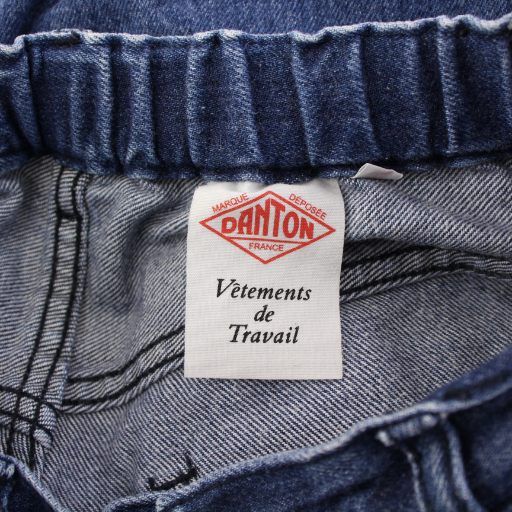 MARQUE DEPOSÉE
DANTON
FRANCE
Vêtements
de
Travail